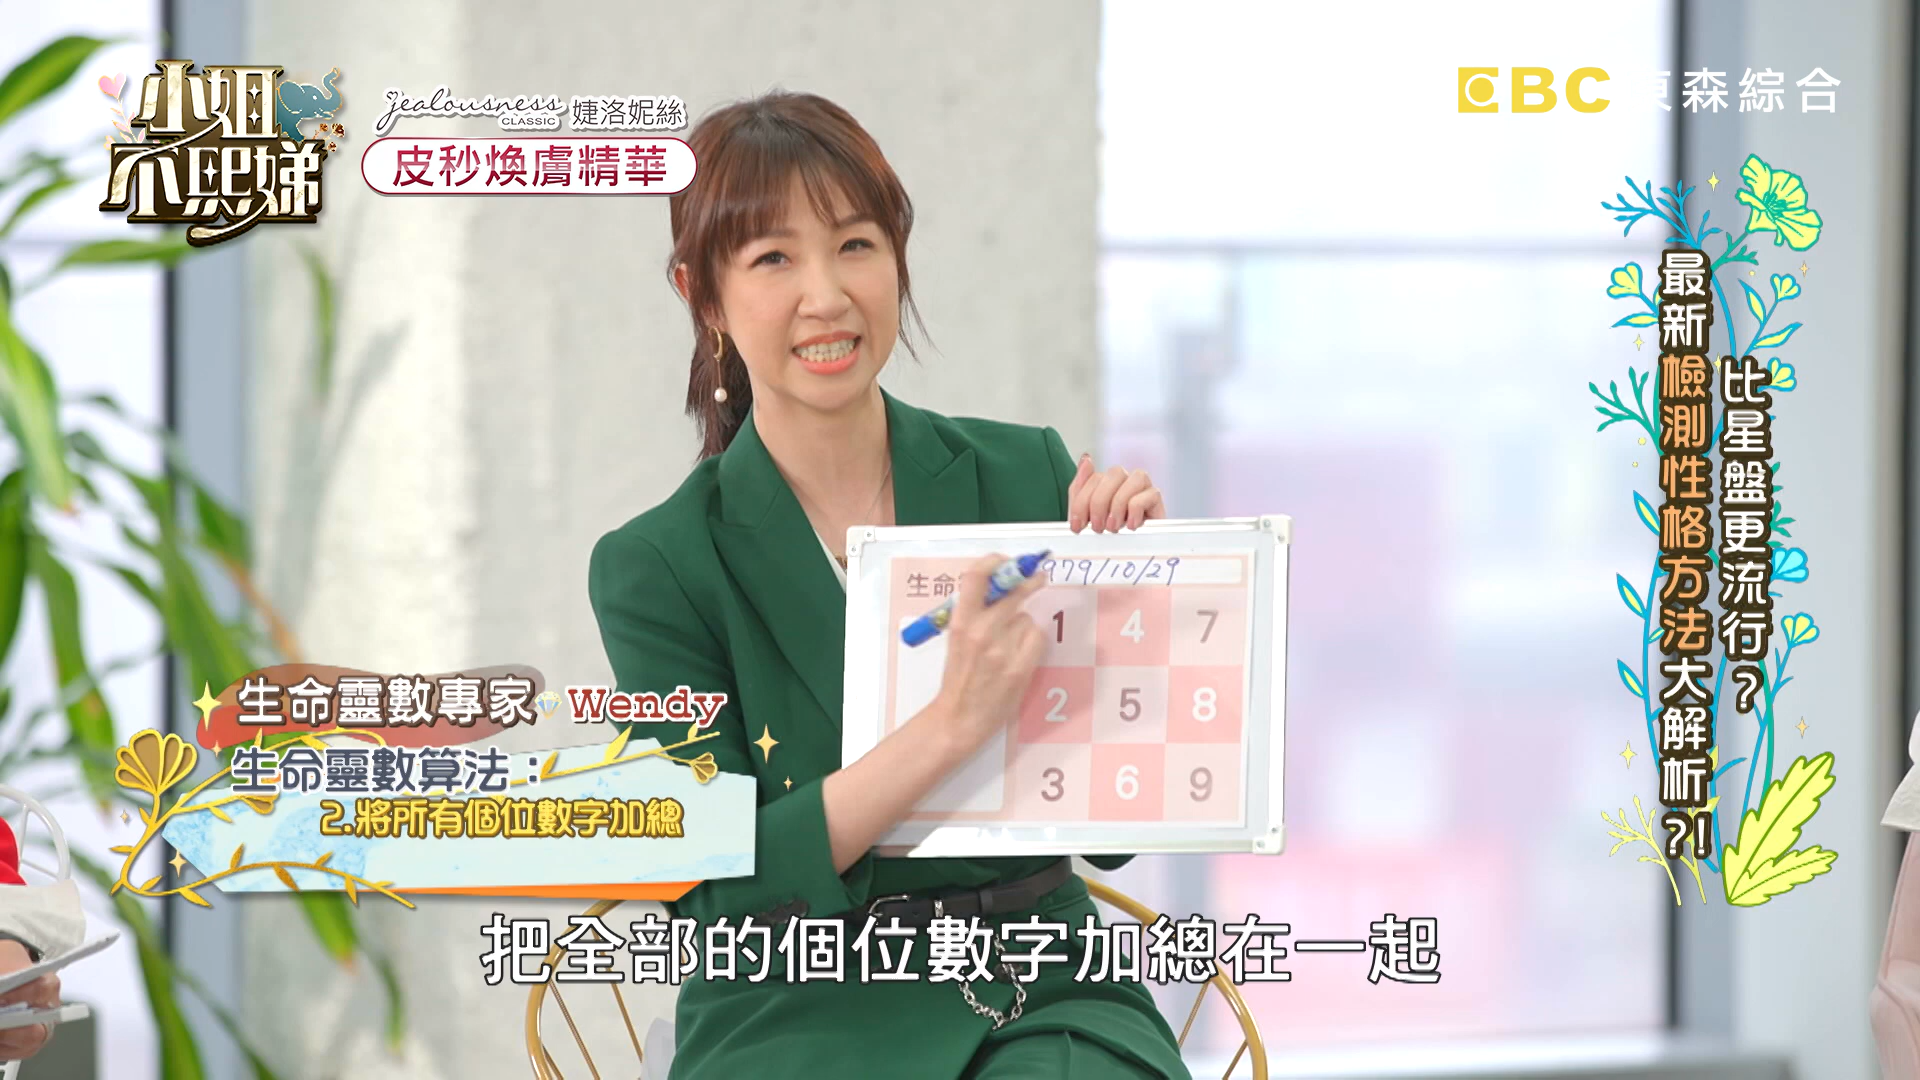 小姐
不熙娣
jealousness
CLASSIC
婕洛妮絲
皮秒煥膚精華
EBC 東森綜合
比星盤更流行?
最新檢測性格方法大解析?!
生命
979/10/29
1 4 7
2 5 8
3 6 9
生命靈數專家 Wendy
生命靈數算法:
2.將所有個位數字加總
把全部的個位數字加總在一起